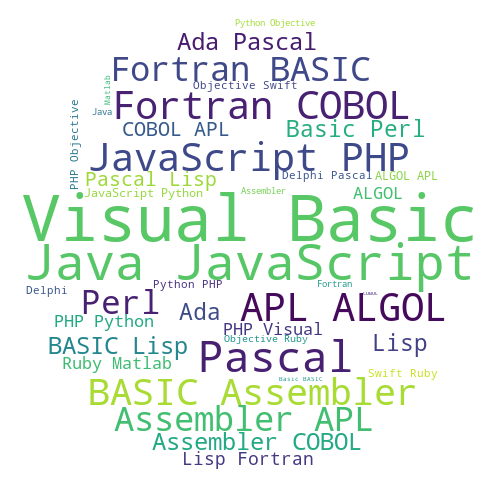 Python Objective
Ada Pascal
Fortran BASIC
Matlab
Objective Swift
Fortran COBOL
Java
PHP Objective
COBOL APL
Basic Perl
JavaScript PHP
Pascal Lisp
Delphi Pascal
ALGOL APL
JavaScript Python
Assembler
ALGOL
Visual Basic
Java JavaScript
Delphi
Python PHP
Fortran
Perl
Ada
APL ALGOL
PHP Python
PHP Visual
BASIC Lisp
Objective Ruby
Lisp
Pascal
Ruby Matlab
Swift Ruby
Basic BASIC
BASIC Assembler
Assembler APL
Assembler COBOL
Lisp Fortran